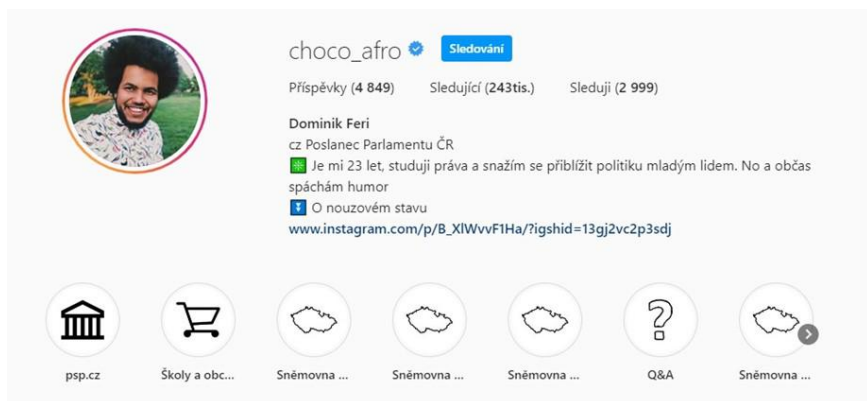 choco_afro Sledování
Příspěvky (4 849) Sledující (243tis.) Sleduji (2 999)
Dominik Feri
cz Poslanec Parlamentu ČR
Je mi 23 let, studuji práva a snažím se přiblížit politiku mladým lidem. No a občas
spáchám humor
O nouzovém stavu
www.instagram.com/p/B_XlWvvF1Ha/?igshid=13gj2vc2p3sdj
psp.cz Školy a obc... Sněmovna ... Sněmovna ... Sněmovna ... Q&A Sněmovna ...